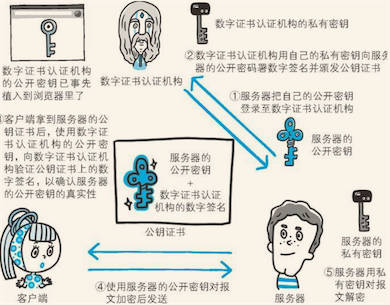 数字证书认证机构
的公开密钥已事先
植入到浏览器里了
数字证书认证机构
数字证书认证机构
的私有密钥
②数字证书认证机构用自己的私有密钥向服务
器的公开密码署数字签名并颁发公钥证书
①服务器把自己的公开密钥
登录至数字证书认证机构
服务器的
公开密钥
客户端拿到服务器的公
钥证书后，使用数字证
书认证机构的公开密
钥，向数字证书认证机
构验证公钥证书上的数
字签名，以确认服务器
的公开密钥的真实性
服务器的
公开密钥
+
数字证书认证
机构的数字签名
公钥证书
服务器的
私有密钥
⑤服务器用私
有密钥对报
文解密
客户端
④使用服务器的公开密钥对报
文加密后发送
服务器